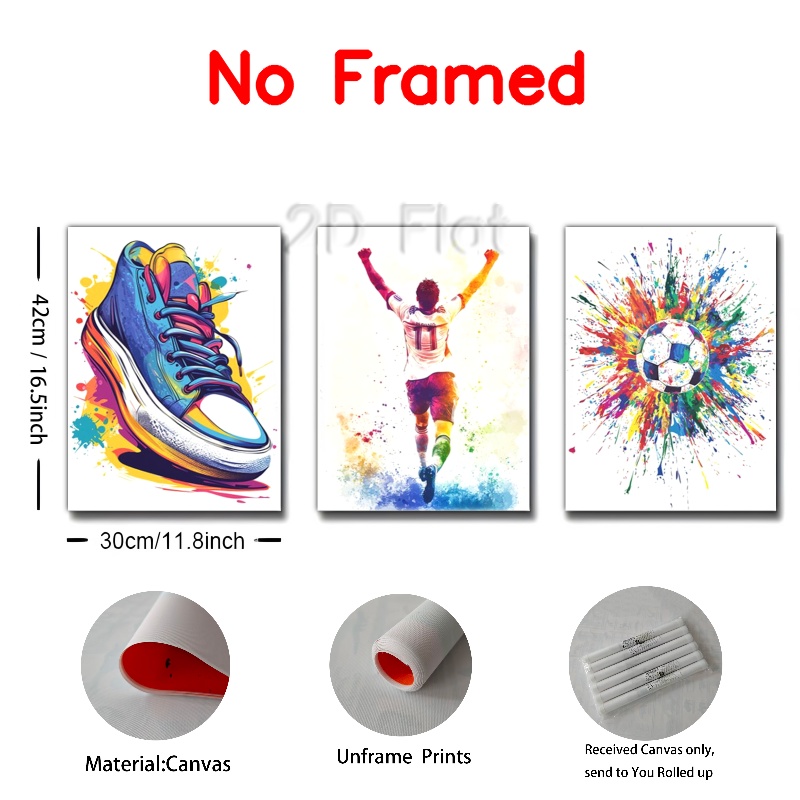 No Framed
2D Flat
42cm / 16.5inch
10
30cm/11.8inch
Material:Canvas
Unframe Prints
Received Canvas only,
send to You Rolled up